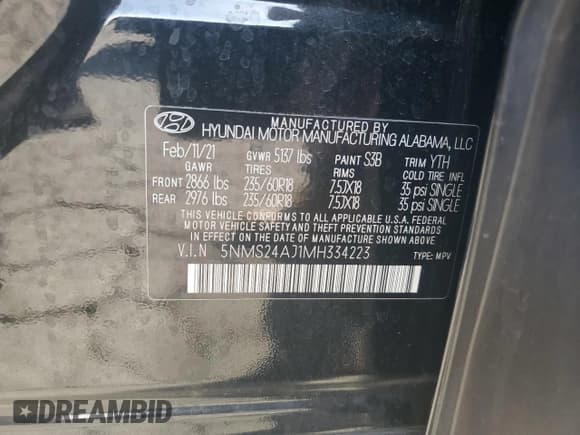 MANUFACTURED BY
HYUNDAI MOTOR MANUFACTURING ALABAMA, LLC
Feb/11/21 GVWR 5137 lbs PAINT S3B TRIM YTH
GAWR TIRES RIMS COLD TIRE INFL
FRONT 2866 lbs 235/60R18 7.5JX18 35 psi SINGLE
REAR 2976 lbs 235/60R18 7.5JX18 35 psi SINGLE
THIS VEHICLE CONFORMS TO ALL APPLICABLE U.S.A. FEDERAL
MOTOR VEHICLE SAFETY AND THEFT PREVENTION STANDARDS
IN EFFECT ON THE DATE OF MANUFACTURE SHOWN ABOVE.
V.I.N 5NMS24AJ1MH334223 TYPE: MPV
DREAMBID